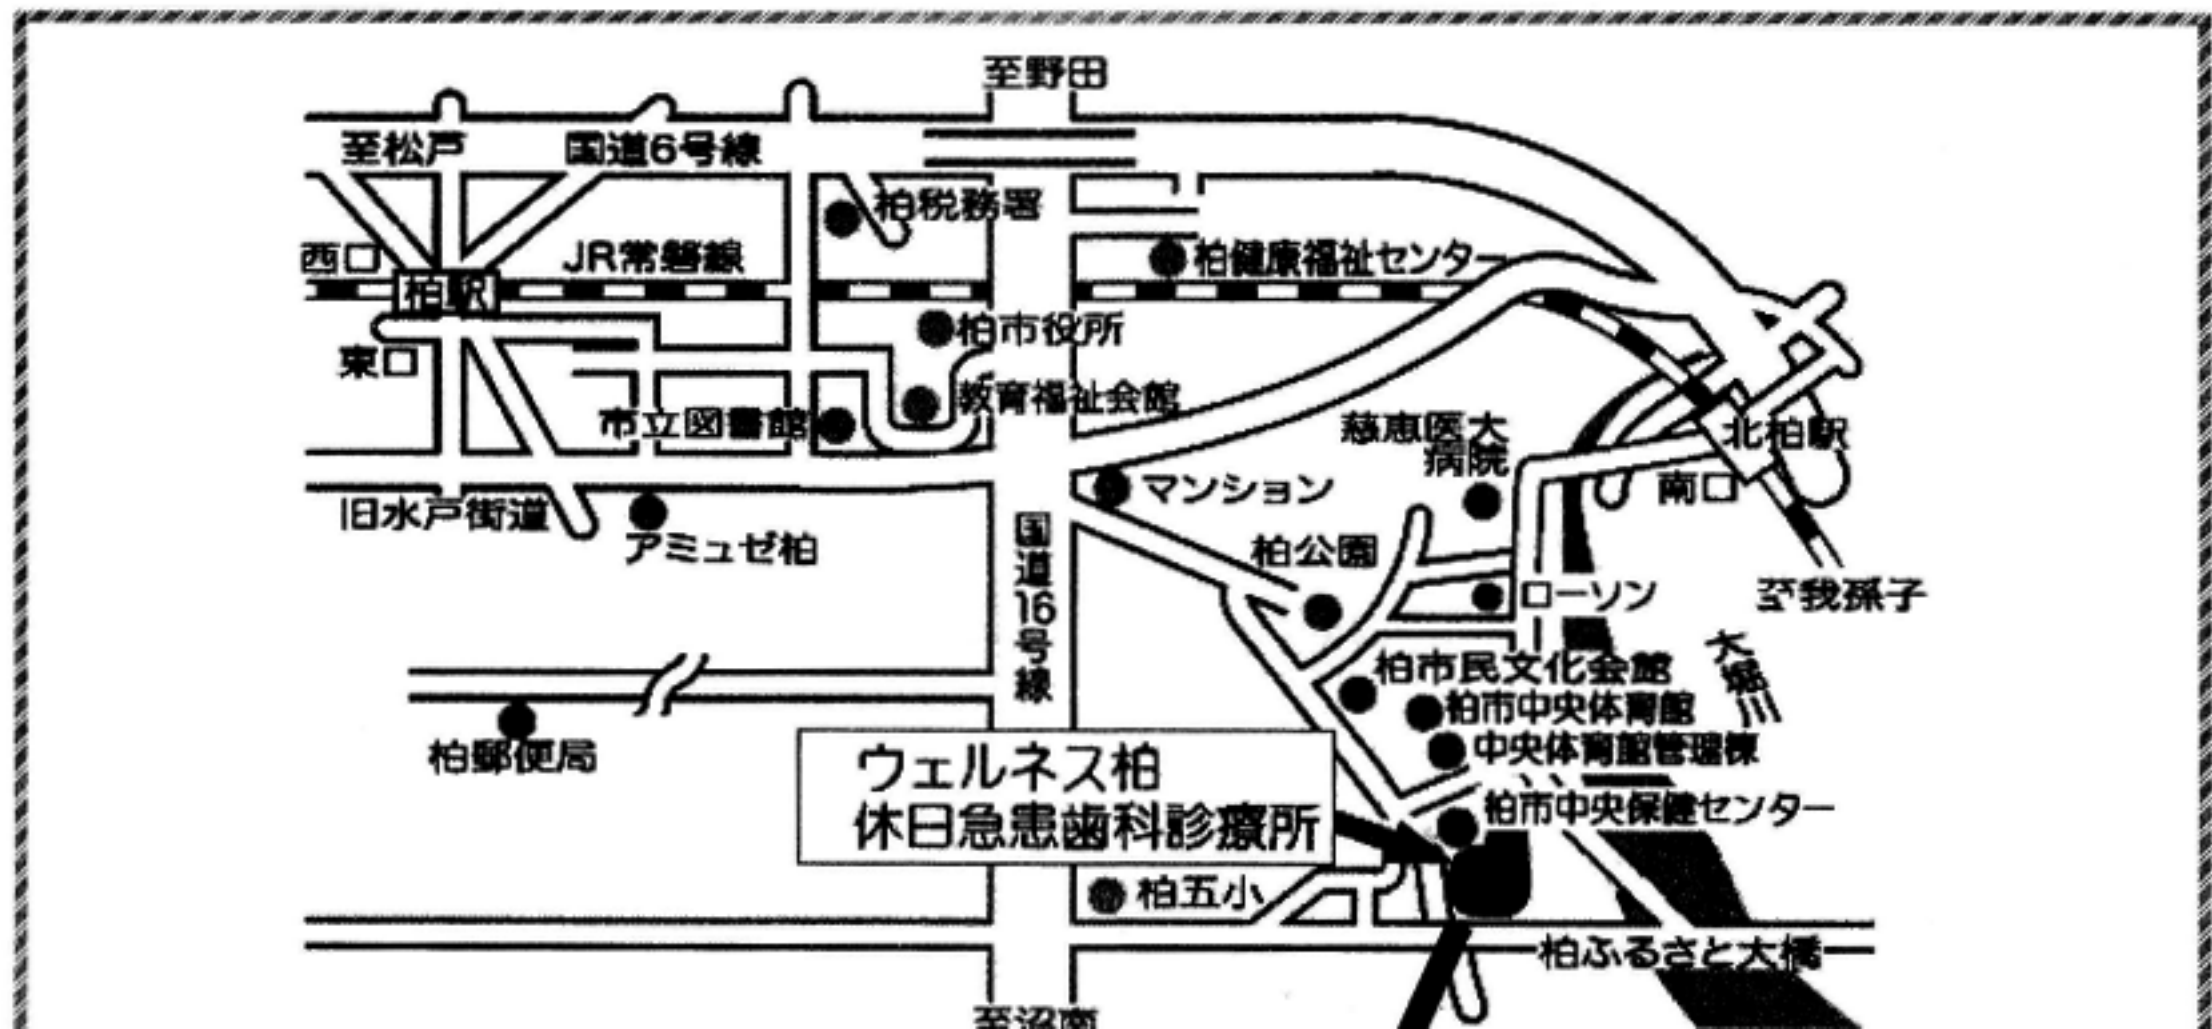 至野田
至松戸
国道6号線
柏税務署
西口
JR常磐線
柏健康福祉センター
柏駅
柏市役所
東口
教育福祉会館
市立図書館
慈恵医大
病院
北柏駅
南口
マンション
旧水戸街道
アミュゼ柏
国道16号線
柏公園
ローソン
至我孫子
大堀川
柏市民文化会館
柏市中央体育館
中央体育館管理棟
柏郵便局
ウェルネス柏
休日急患歯科診療所
柏市中央保健センター
柏五小
柏ふるさと大橋
至沼南